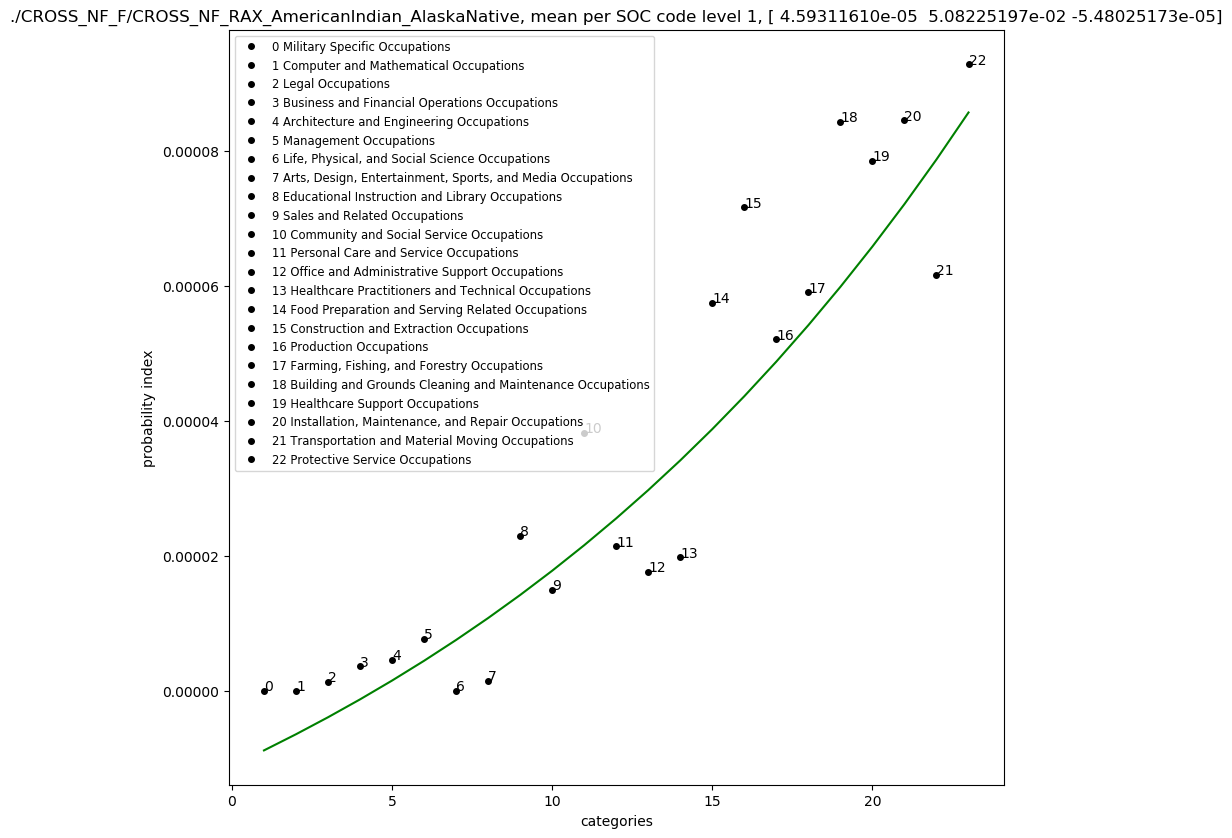 ./CROSS_NF_F/CROSS_NF_RAX_AmericanIndian_AlaskaNative, mean per SOC code level 1, [ 4.59311610e-05  5.08225197e-02 -5.48025173e-05]
0 Military Specific Occupations
1 Computer and Mathematical Occupations
2 Legal Occupations
3 Business and Financial Operations Occupations
4 Architecture and Engineering Occupations
5 Management Occupations
6 Life, Physical, and Social Science Occupations
7 Arts, Design, Entertainment, Sports, and Media Occupations
8 Educational Instruction and Library Occupations
9 Sales and Related Occupations
10 Community and Social Service Occupations
11 Personal Care and Service Occupations
12 Office and Administrative Support Occupations
13 Healthcare Practitioners and Technical Occupations
14 Food Preparation and Serving Related Occupations
15 Construction and Extraction Occupations
16 Production Occupations
17 Farming, Fishing, and Forestry Occupations
18 Building and Grounds Cleaning and Maintenance Occupations
19 Healthcare Support Occupations
20 Installation, Maintenance, and Repair Occupations
21 Transportation and Material Moving Occupations
22 Protective Service Occupations
probability index
0.00008
0.00006
0.00004
0.00002
0.00000
0
1
2
3
4
5
6
7
8
9
10
11
12
13
14
15
16
17
18
19
20
21
22
0
5
10
15
20
categories